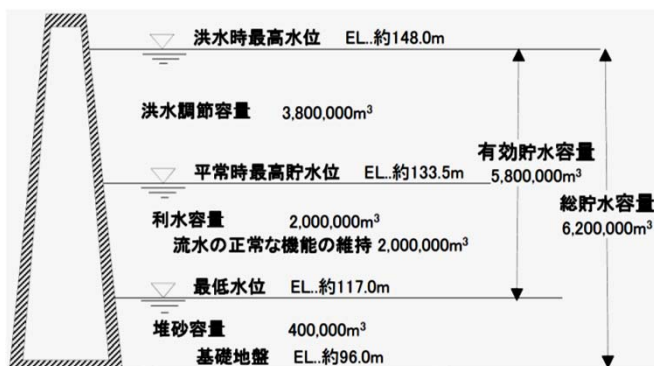 洪水時最高水位 EL..約148.0m
洪水調節容量 3,800,000m³
有効貯水容量
5,800,000m³
平常時最高貯水位 EL..約133.5m
総貯水容量
6,200,000m³
利水容量 2,000,000m³
流水の正常な機能の維持 2,000,000m³
最低水位 EL..約117.0m
堆砂容量 400,000m³
基礎地盤 EL..約96.0m